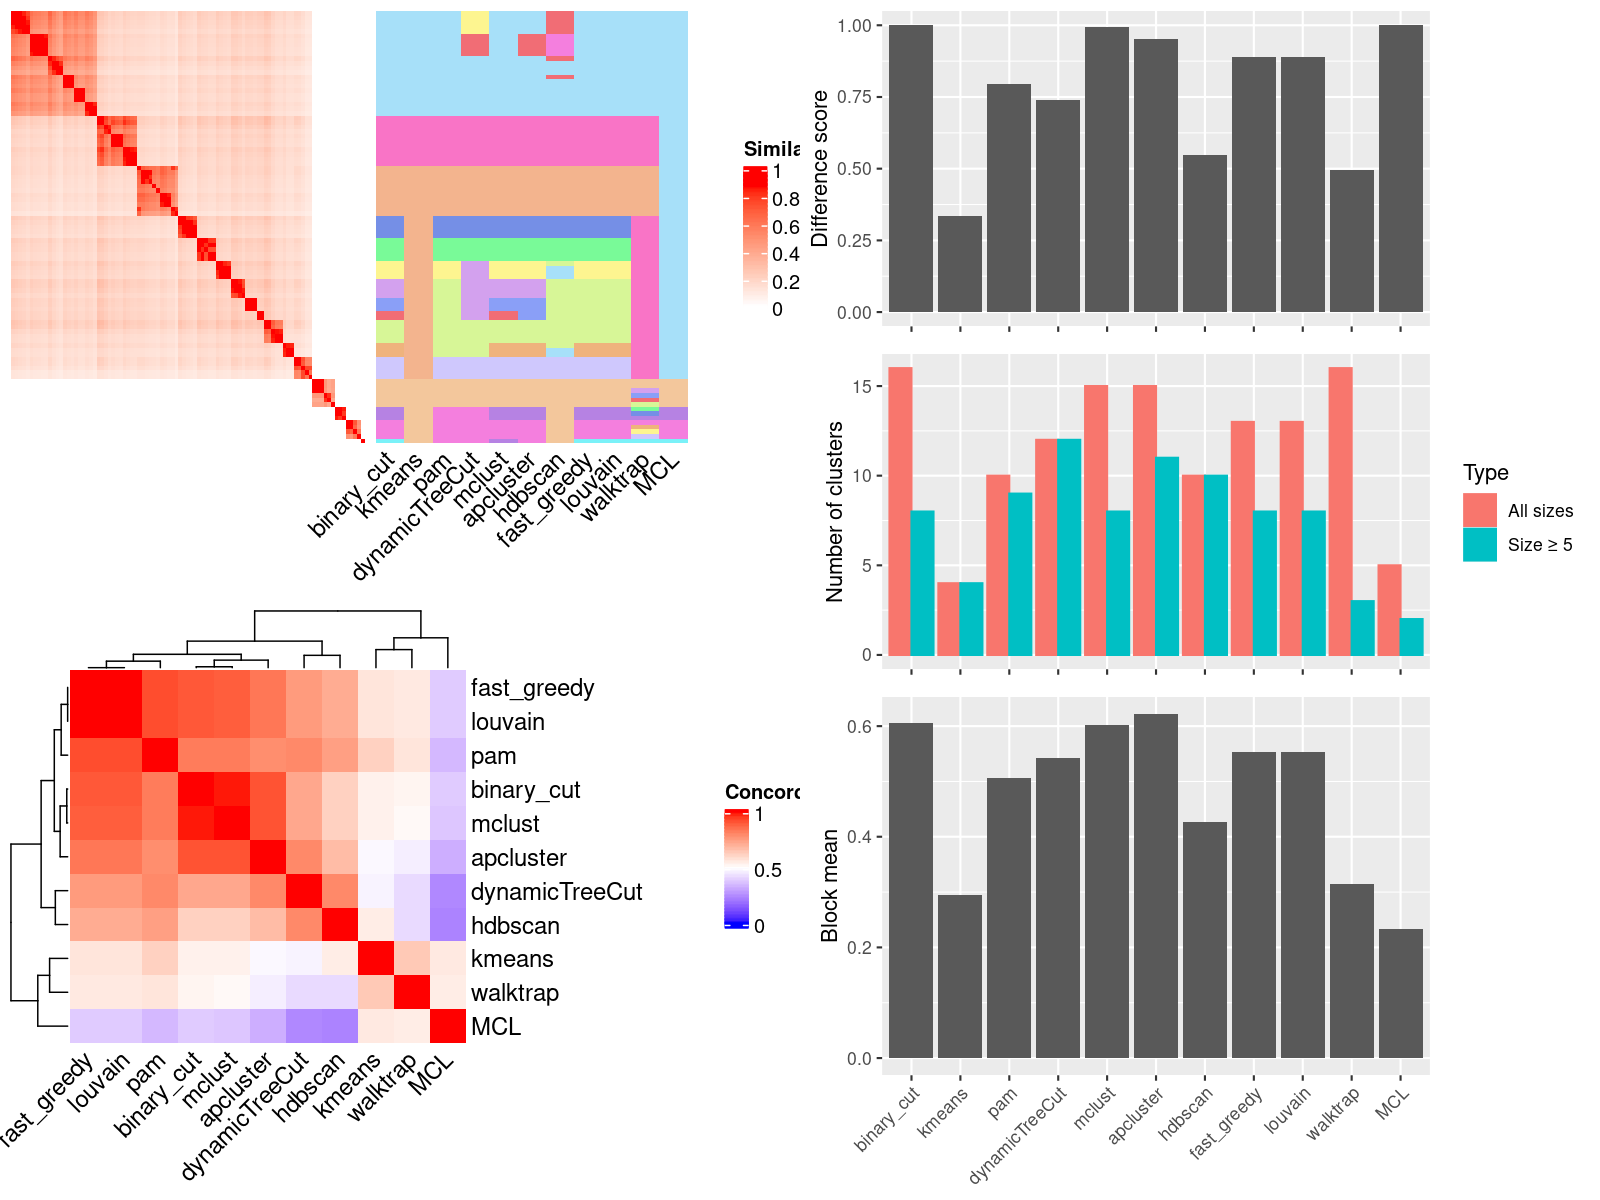 Simila
1
0.8
0.6
0.4
0.2
0
binary_cut
kmeans
pam
dynamicTreeCut
mclust
apcluster
hdbscan
fast_greedy
louvain
walktrap
MCL
fast_greedy
louvain
pam
binary_cut
mclust
apcluster
dynamicTreeCut
hdbscan
kmeans
walktrap
MCL
fast_greedy
louvain
pam
binary_cut
mclust
apcluster
dynamicTreeCut
hdbscan
kmeans
walktrap
MCL
Concord
1
0.5
0
Difference score
1.00
0.75
0.50
0.25
0.00
Number of clusters
15
10
5
0
Type
All sizes
Size ≥ 5
Block mean
0.6
0.4
0.2
0.0
binary_cut
kmeans
pam
dynamicTreeCut
mclust
apcluster
hdbscan
fast_greedy
louvain
walktrap
MCL